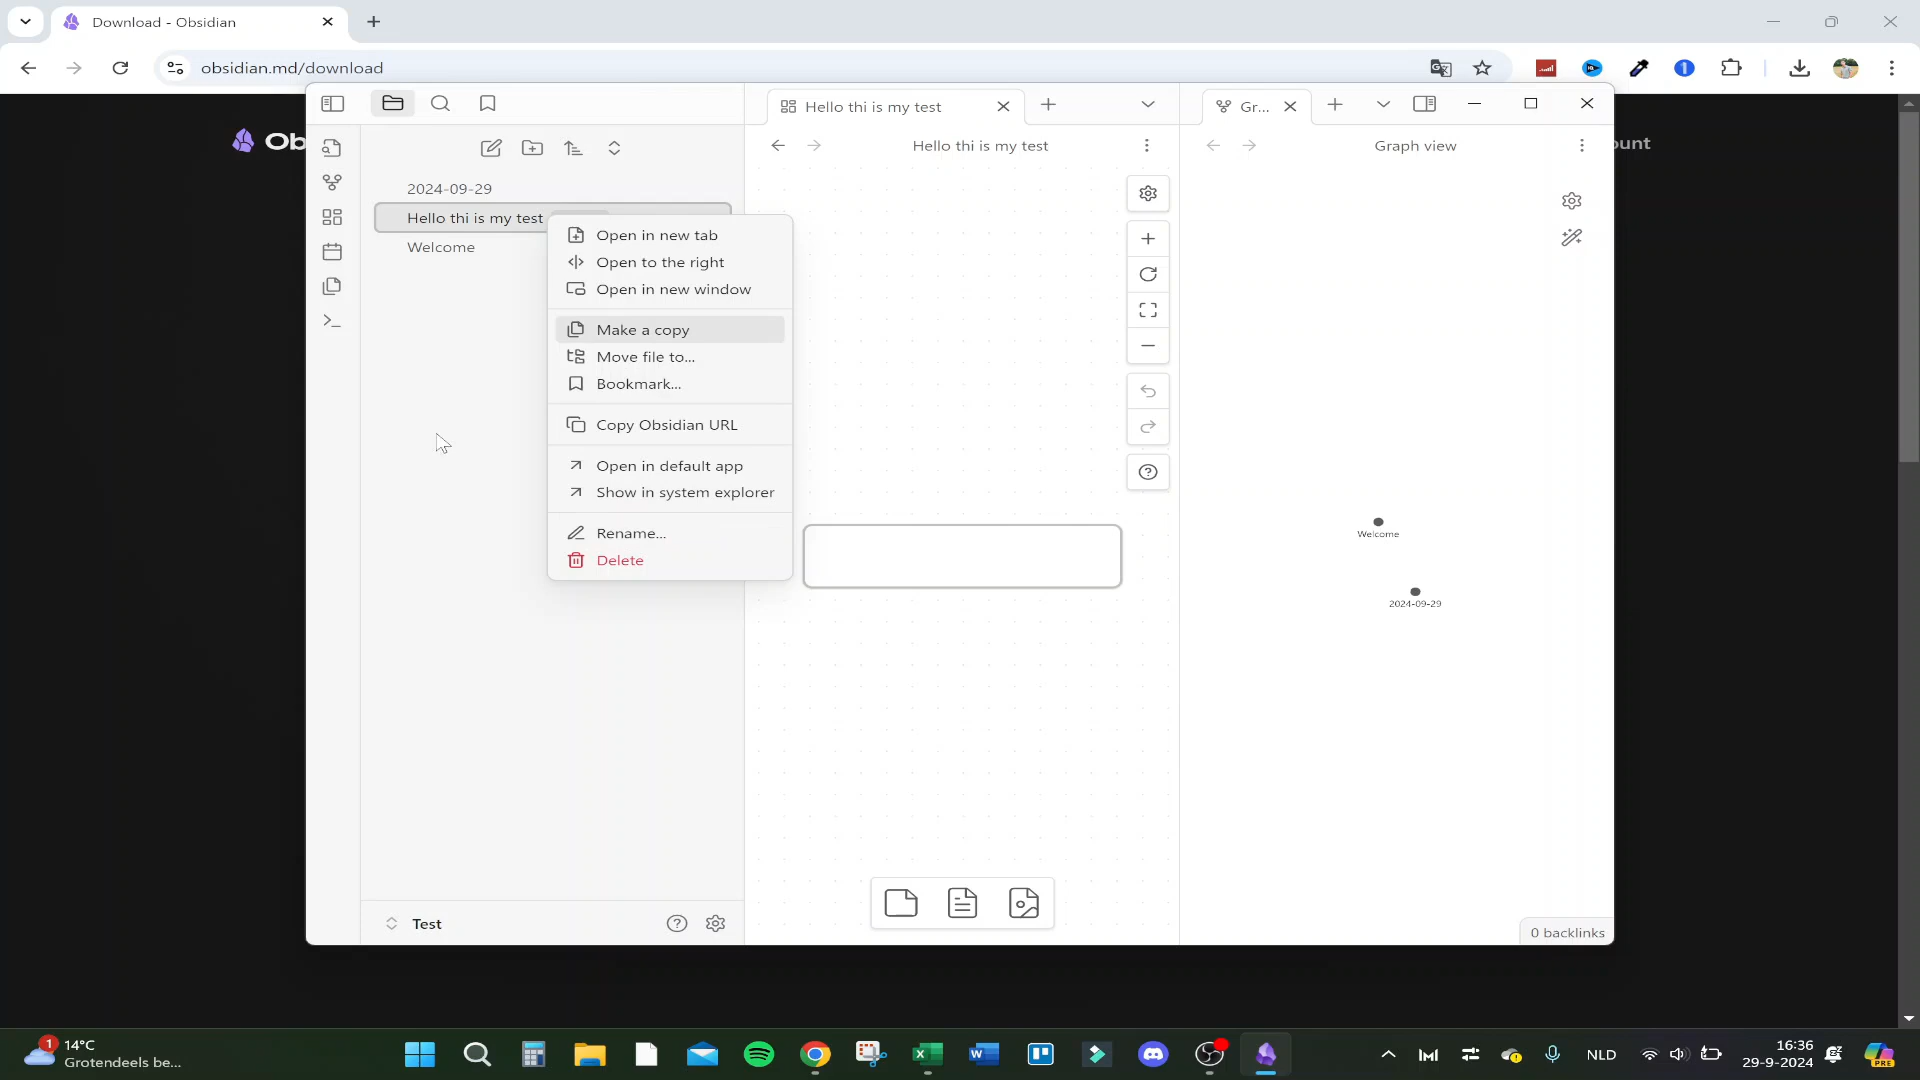 Download - Obsidian
obsidian.md/download
Ob
ount
Hello thi is my test
Gr...
Hello thi is my test
Graph view
2024-09-29
Hello thi is my test
Welcome
Open in new tab
Open to the right
Open in new window
Make a copy
Move file to...
Bookmark...
Copy Obsidian URL
Open in default app
Show in system explorer
Rename...
Delete
Welcome
2024-09-29
Test
0 backlinks
1
14°C
Grotendeels be...
NLD
16:36
29-9-2024
PRE